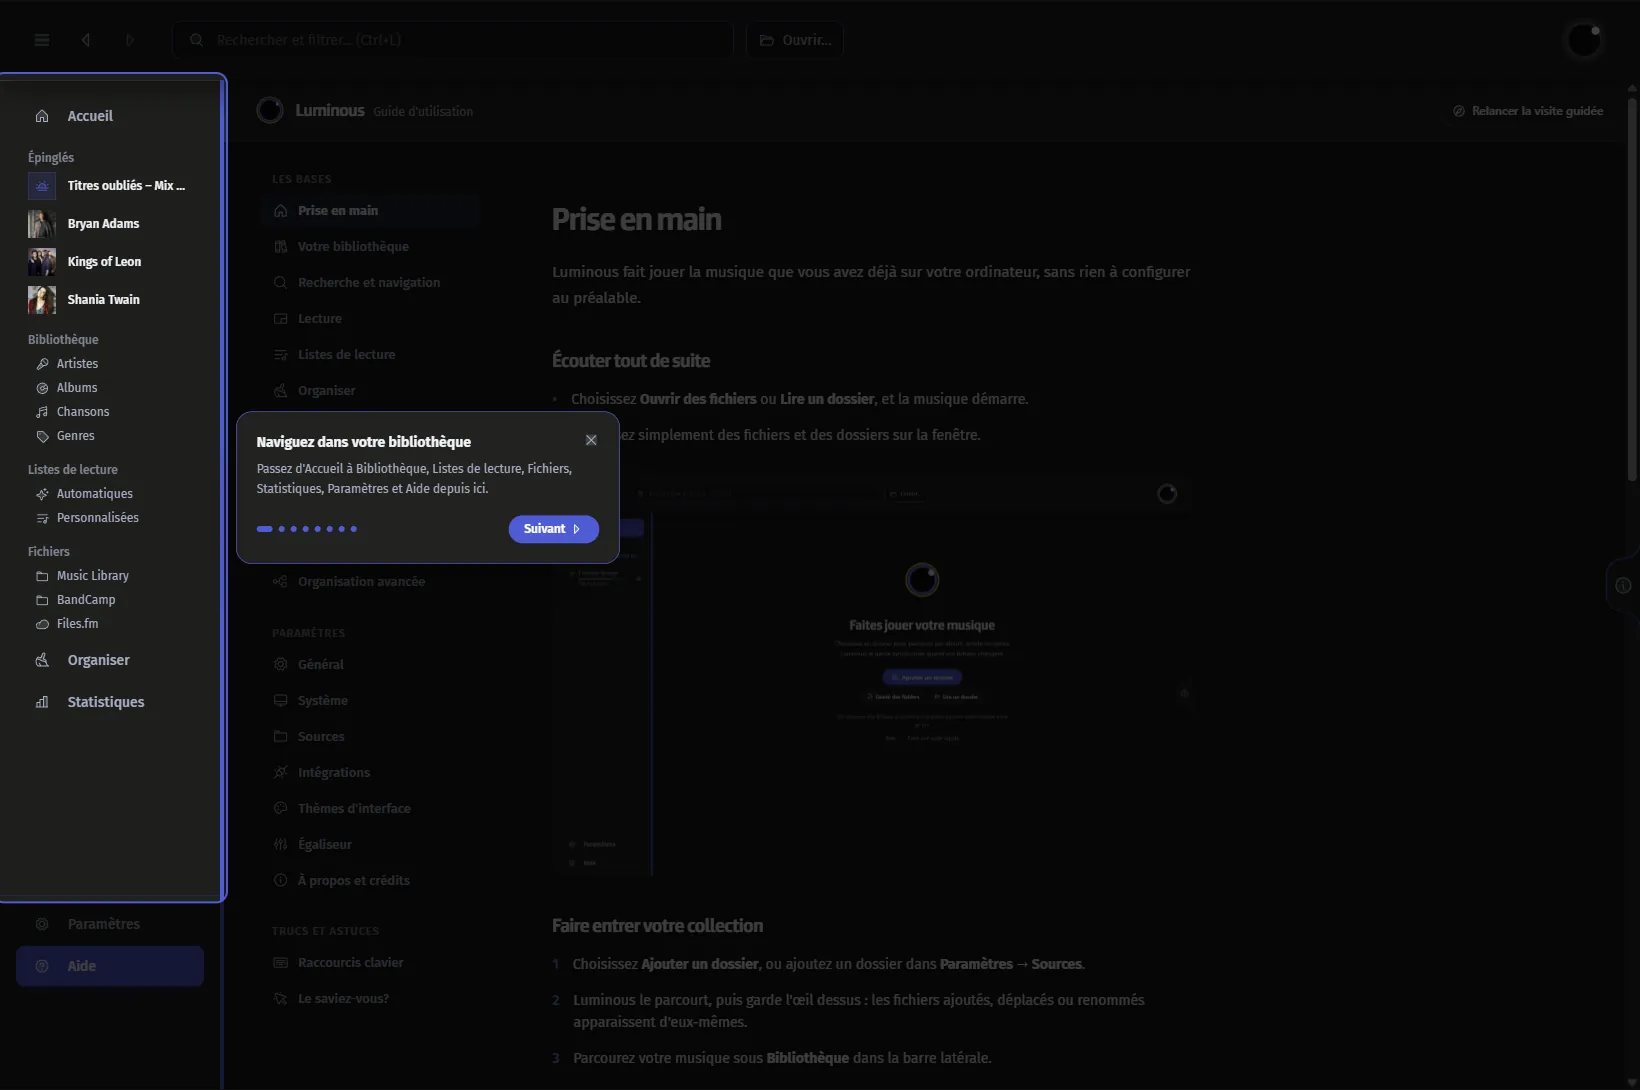 Rechercher et filtrer... (Ctrl+L)
Ouvrir...
Accueil
Épinglés
Titres oubliés – Mix ...
Bryan Adams
Kings of Leon
Shania Twain
Bibliothèque
Artistes
Albums
Chansons
Genres
Listes de lecture
Automatiques
Personnalisées
Fichiers
Music Library
BandCamp
Files.fm
Organiser
Statistiques
Paramètres
Aide
Luminous Guide d'utilisation
Relancer la visite guidée
LES BASES
Prise en main
Votre bibliothèque
Recherche et navigation
Lecture
Listes de lecture
Organiser
Naviguez dans votre bibliothèque
Passez d'Accueil à Bibliothèque, Listes de lecture, Fichiers,
Statistiques, Paramètres et Aide depuis ici.
Suivant
Organisation avancée
PARAMÈTRES
Général
Système
Sources
Intégrations
Thèmes d'interface
Égaliseur
À propos et crédits
TRUCS ET ASTUCES
Raccourcis clavier
Le saviez-vous?
Prise en main
Luminous fait jouer la musique que vous avez déjà sur votre ordinateur, sans rien à configurer
au préalable.
Écouter tout de suite
• Choisissez Ouvrir des fichiers ou Lire un dossier, et la musique démarre.
ez simplement des fichiers et des dossiers sur la fenêtre.
Faites jouer votre musique
Ajouter un dossier
Paramètres
Aide
Faire entrer votre collection
1 Choisissez Ajouter un dossier, ou ajoutez un dossier dans Paramètres → Sources.
2 Luminous le parcourt, puis garde l'œil dessus : les fichiers ajoutés, déplacés ou renommés
apparaissent d'eux-mêmes.
3 Parcourez votre musique sous Bibliothèque dans la barre latérale.